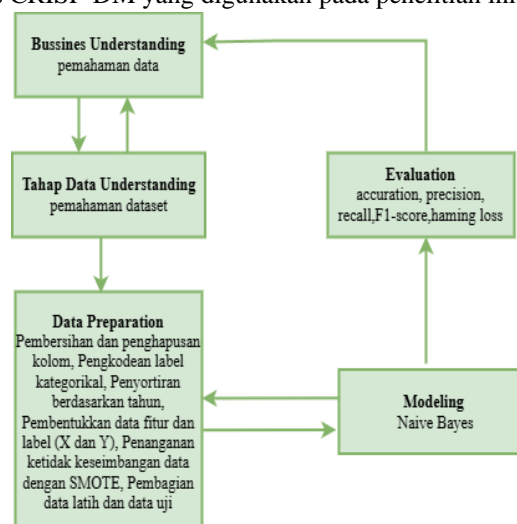 CRISP-DM yang digunakan pada penelitian ini
Bussines Understanding
pemahaman data
Tahap Data Understanding
pemahaman dataset
Evaluation
accuration, precision,
recall,F1-score,haming loss
Data Preparation
Pembersihan dan penghapusan
kolom, Pengkodean label
kategorikal, Penyortiran
berdasarkan tahun,
Pembentukkan data fitur dan
label (X dan Y), Penanganan
ketidak keseimbangan data
dengan SMOTE, Pembagian
data latih dan data uji
Modeling
Naive Bayes